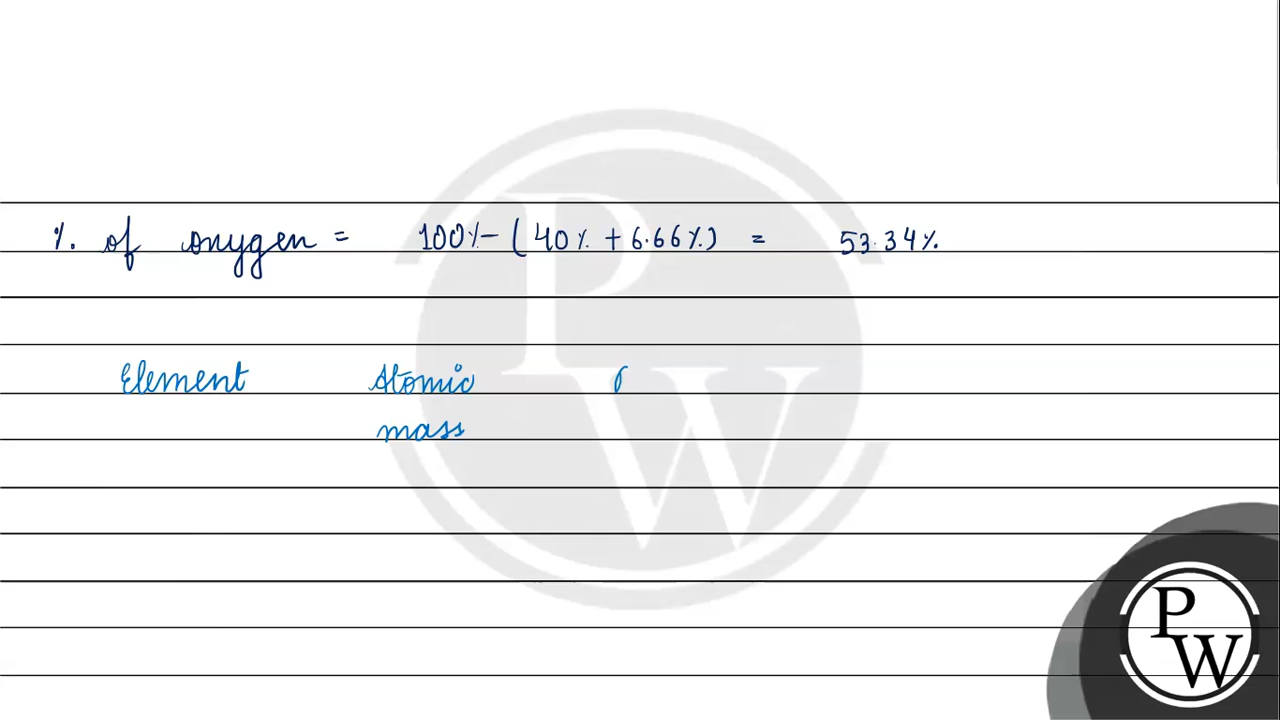 % of oxygen = 100% - (40% + 6.66%) = 53.34%
Element Atomic
mass
P
W
P
W